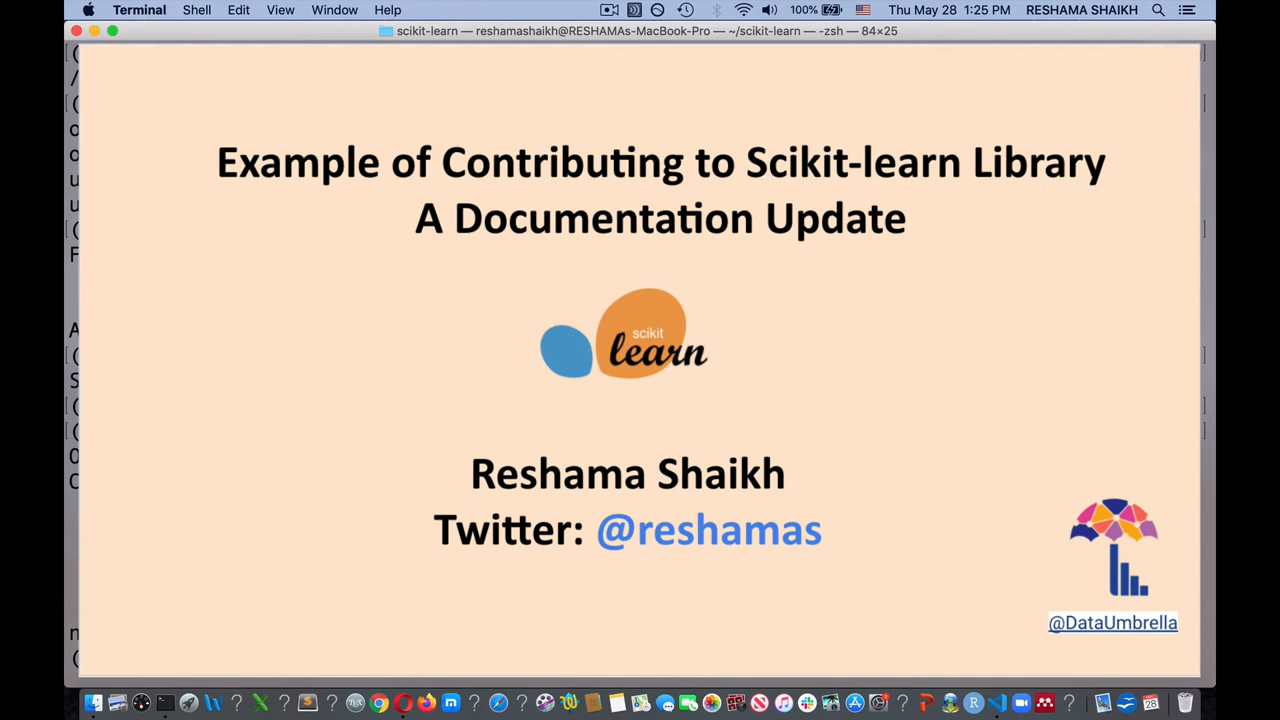 Terminal Shell Edit View Window Help 100% Thu May 28 1:25 PM RESHAMA SHAIKH
scikit-learn — reshamashaikh@RESHAMAs-MacBook-Pro — ~/scikit-learn — -zsh — 84×25
Example of Contributing to Scikit-learn Library
A Documentation Update
scikit
learn
Reshama Shaikh
Twitter: @reshamas
@DataUmbrella